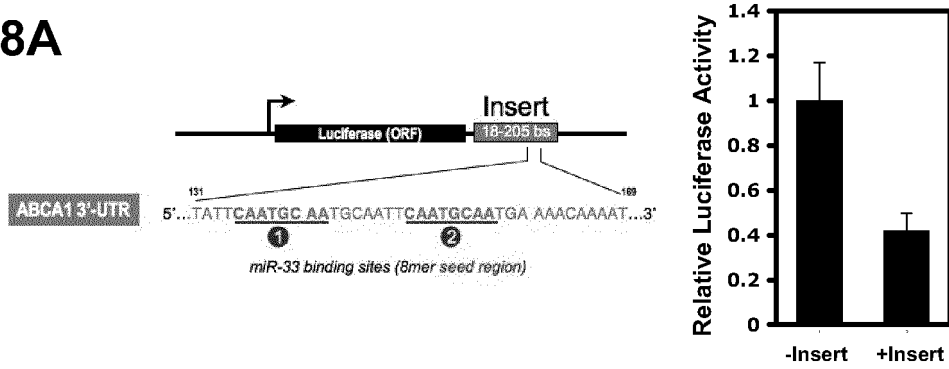 8A
Insert
Luciferase (ORF)
18-205 bs
131
169
ABCA1 3'-UTR
5'...TATTCAATGC AATGCAATTCAATGCAATGA AAACAAAAT...3'
1
2
miR-33 binding sites (8mer seed region)
Relative Luciferase Activity
1.4
1.2
1
0.8
0.6
0.4
0.2
0
-Insert
+Insert